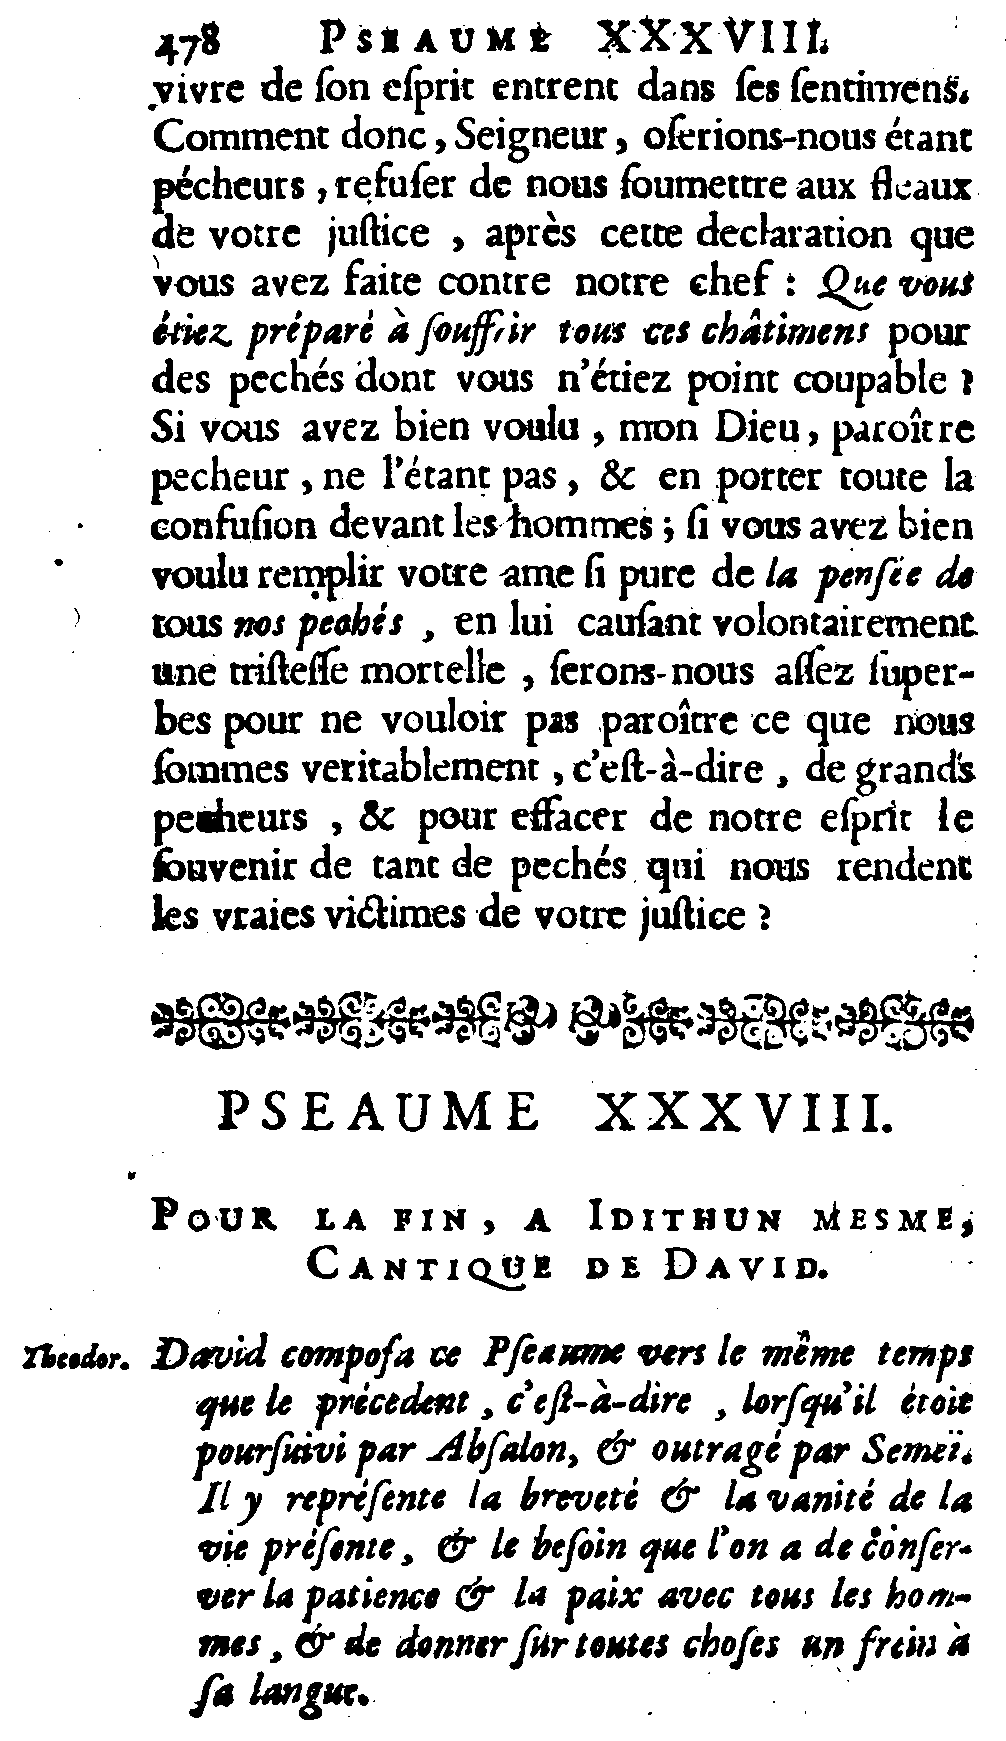 478 PSEAUME XXXVIII.
vivre de ſon eſprit entrent dans ſes ſentimens.
Comment donc, Seigneur, oſerions-nous étant
pécheurs, refuſer de nous ſoumettre aux fleaux
de votre juſtice, après cette declaration que
vous avez faite contre notre chef : Que vous
étiez préparé à ſouffrir tous ces châtimens pour
des pechés dont vous n'étiez point coupable ?
Si vous avez bien voulu, mon Dieu, paroître
pecheur, ne l'étant pas, & en porter toute la
confuſion devant les hommes ; ſi vous avez bien
voulu remplir votre ame ſi pure de la penſée de
tous nos pechés, en lui cauſant volontairement
une triſteſſe mortelle, ſerons-nous aſſez ſuper-
bes pour ne vouloir pas paroître ce que nous
ſommes veritablement, c'eſt-à-dire, de grands
pecheurs, & pour effacer de notre eſprit le
ſouvenir de tant de pechés qui nous rendent
les vraies victimes de votre juſtice ?
PSEAUME XXXVIII.
POUR LA FIN, A IDITHUN MESME,
CANTIQUE DE DAVID.
Theodor. David compoſa ce Pſeaume vers le même temps
que le précedent, c'eſt-à-dire, lorſqu'il étoit
pourſuivi par Abſalon, & outragé par Semeï.
Il y repréſente la breveté & la vanité de la
vie préſente, & le beſoin que l'on a de conſer-
ver la patience & la paix avec tous les hom-
mes, & de donner ſur toutes choſes un frein à
ſa langue.